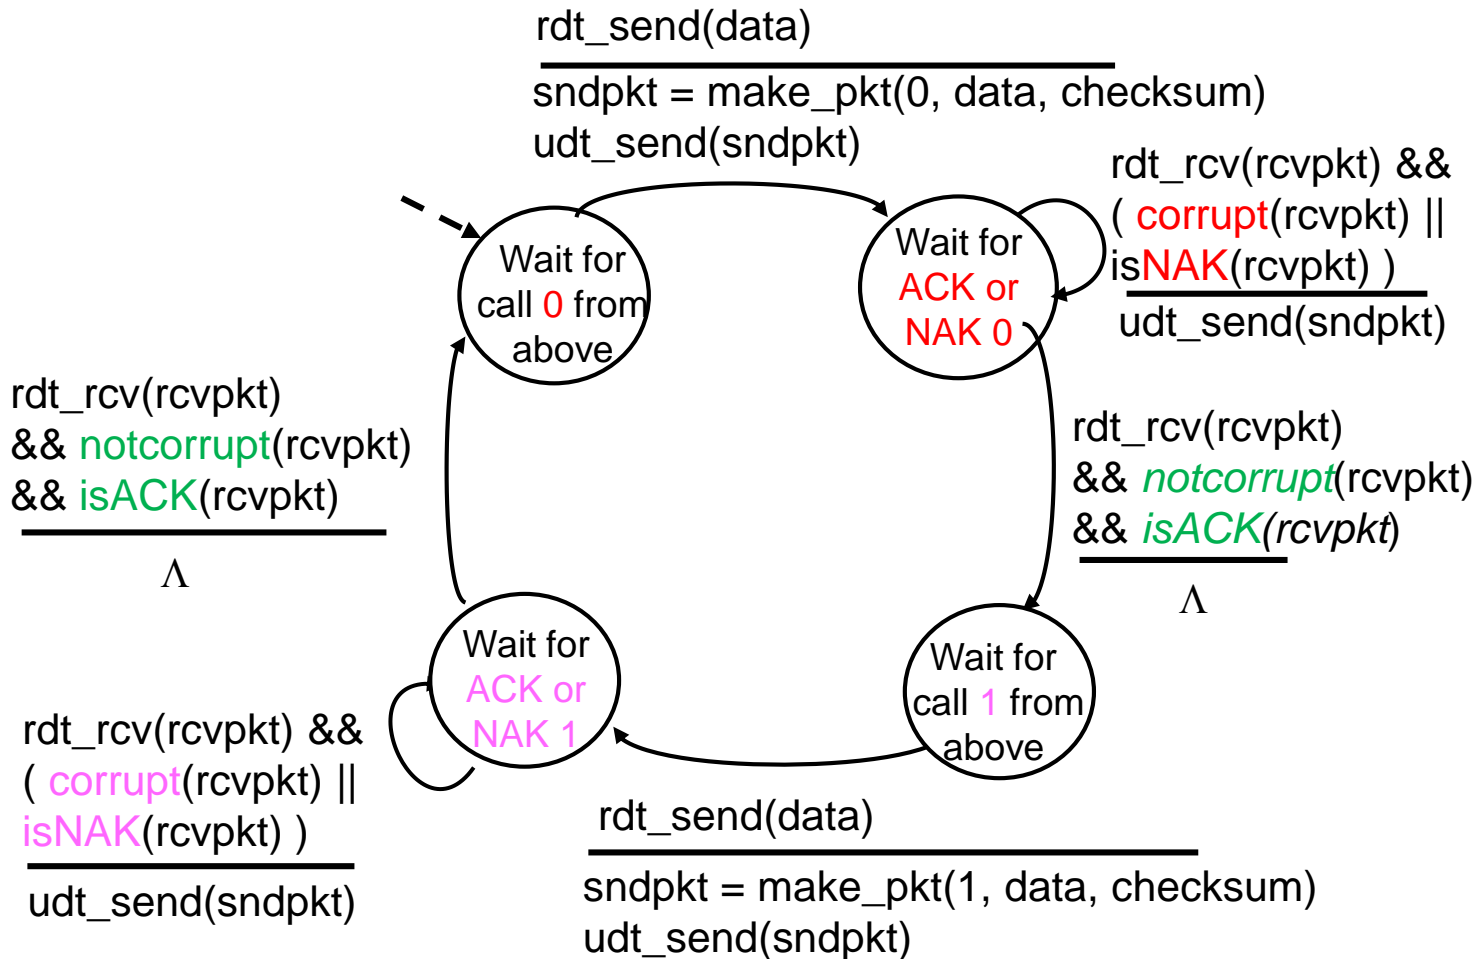 rdt_send(data)
sndpkt = make_pkt(0, data, checksum)
udt_send(sndpkt)
Wait for
call 0 from
above
Wait for
ACK or
NAK 0
rdt_rcv(rcvpkt) &&
( corrupt(rcvpkt) ||
isNAK(rcvpkt) )
udt_send(sndpkt)
rdt_rcv(rcvpkt)
&& notcorrupt(rcvpkt)
&& isACK(rcvpkt)
Λ
rdt_rcv(rcvpkt)
&& notcorrupt(rcvpkt)
&& isACK(rcvpkt)
Λ
Wait for
ACK or
NAK 1
Wait for
call 1 from
above
rdt_rcv(rcvpkt) &&
( corrupt(rcvpkt) ||
isNAK(rcvpkt) )
udt_send(sndpkt)
rdt_send(data)
sndpkt = make_pkt(1, data, checksum)
udt_send(sndpkt)